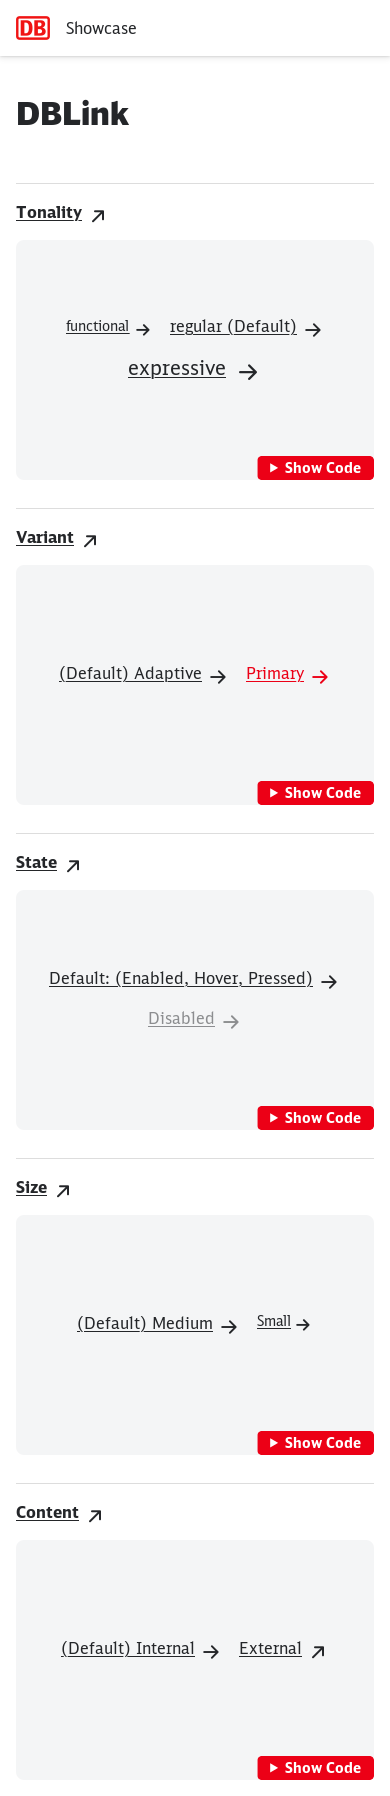 DB Showcase
DBLink
Tonality
functional regular (Default)
expressive
Show Code
Variant
(Default) Adaptive Primary
Show Code
State
Default: (Enabled, Hover, Pressed)
Disabled
Show Code
Size
(Default) Medium Small
Show Code
Content
(Default) Internal External
Show Code